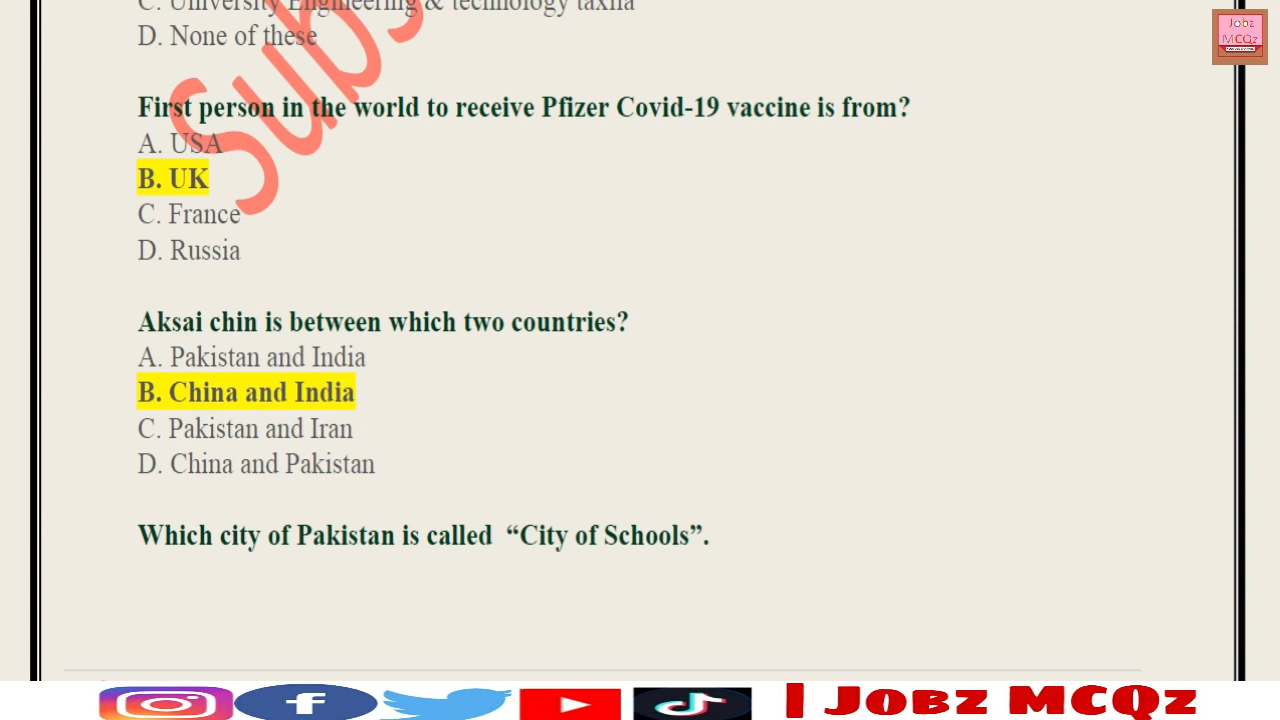 C. University Engineering & technology taxila
D. None of these
Subs
First person in the world to receive Pfizer Covid-19 vaccine is from?
A. USA
B. UK
C. France
D. Russia
Aksai chin is between which two countries?
A. Pakistan and India
B. China and India
C. Pakistan and Iran
D. China and Pakistan
Which city of Pakistan is called “City of Schools”.
Jobz
MCQz
| Jobz MCQz